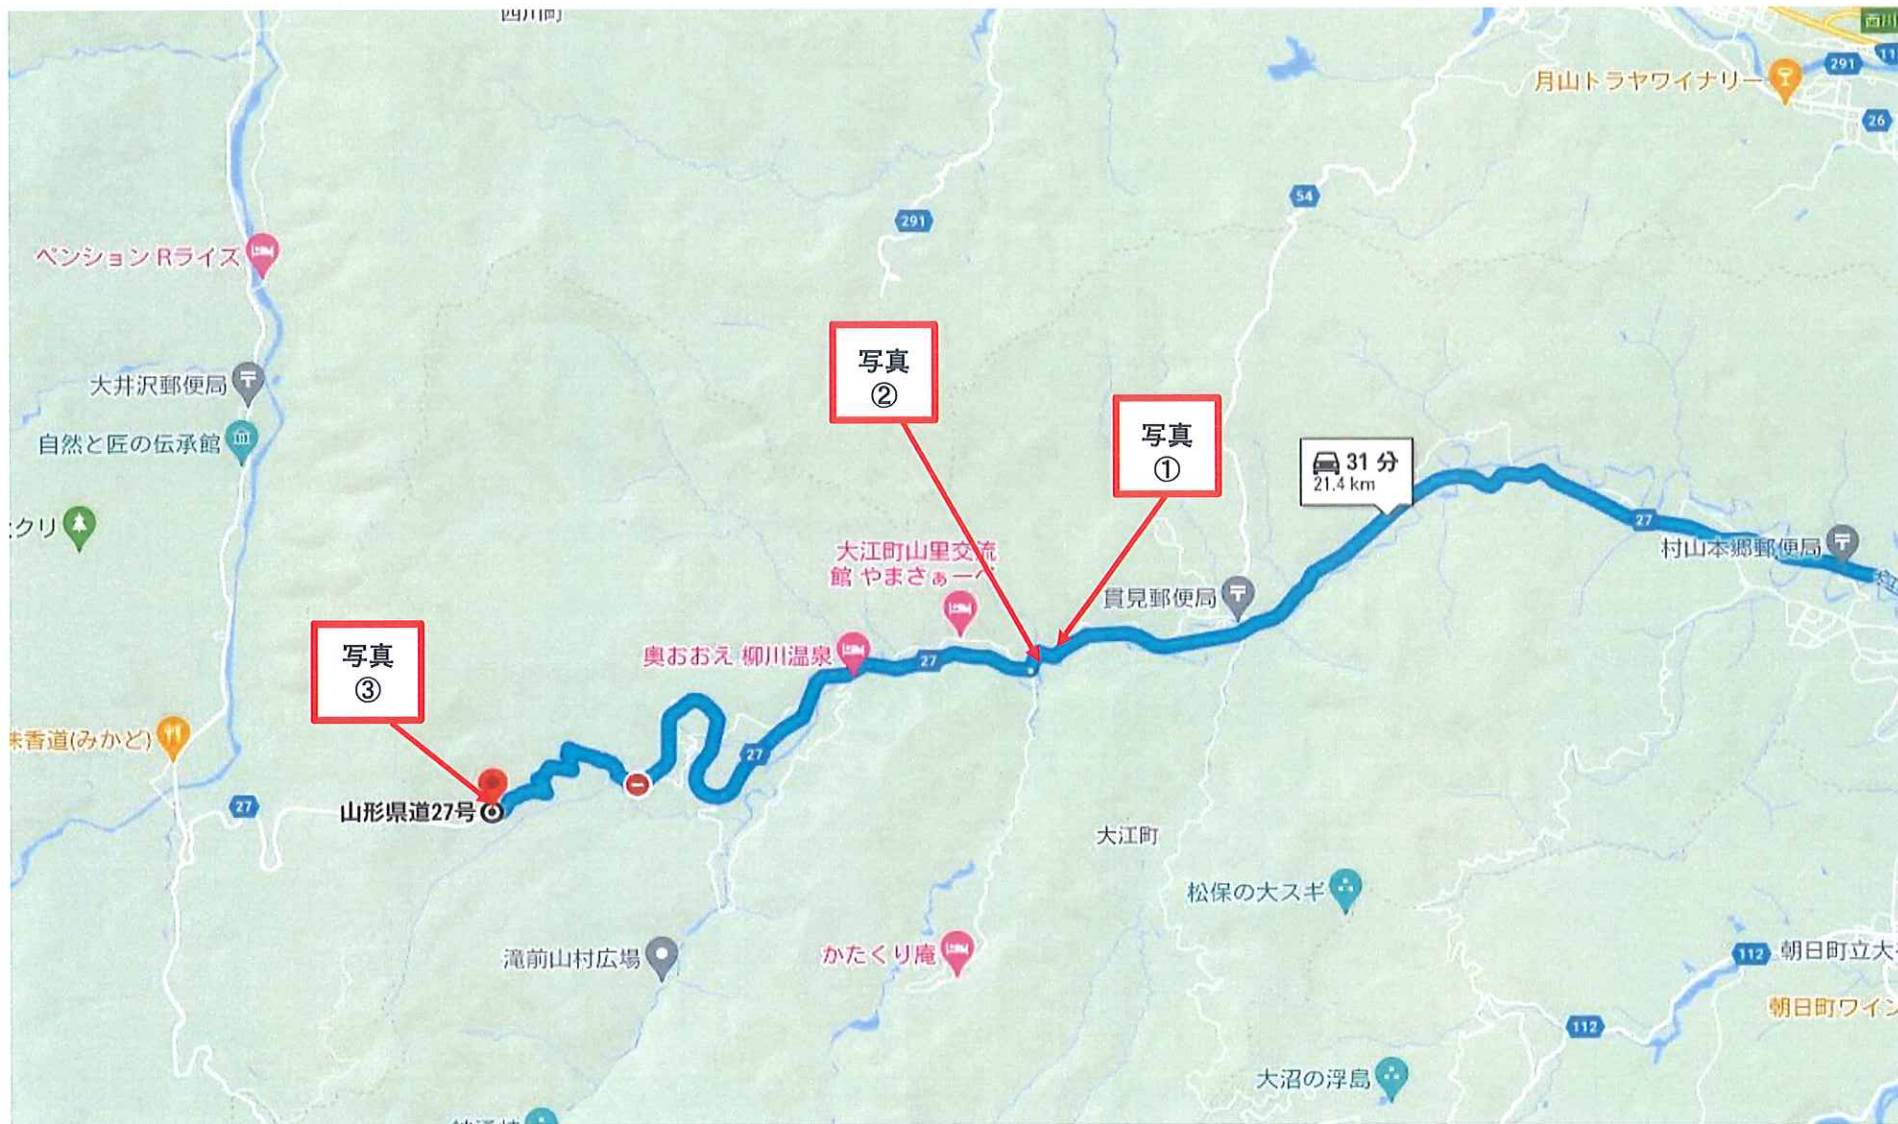 西川町
西川
291
月山トラヤワイナリー
26
54
291
ペンション Rライズ
写真
②
大井沢郵便局
写真
①
自然と匠の伝承館
31 分
21.4 km
27
クリ
大江町山里交流
館 やまさぁーべ
村山本郷郵便局
貫見郵便局
写真
③
奥おおえ 柳川温泉
27
香道(みかど)
27
27
山形県道27号
大江町
松保の大スギ
滝前山村広場
かたくり庵
112
朝日町立大
朝日町ワイン
112
大沼の浮島